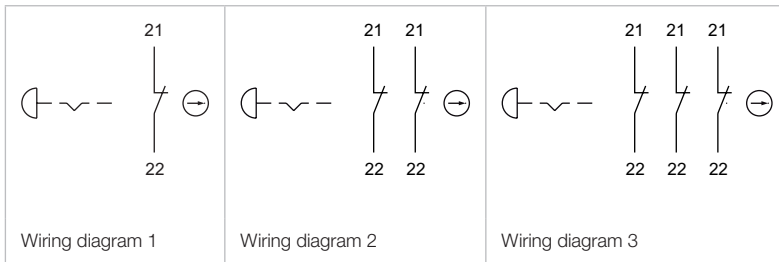 21
22
Wiring diagram 1
21 21
22 22
Wiring diagram 2
21 21 21
22 22 22
Wiring diagram 3